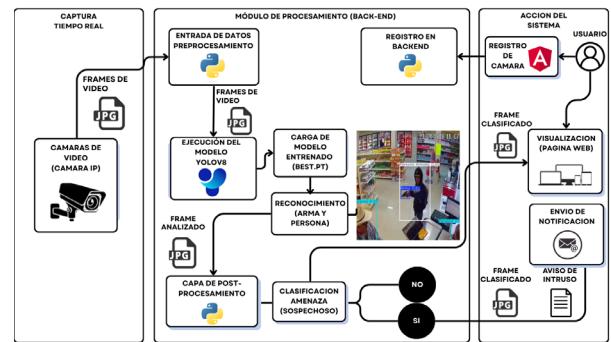 CAPTURA
TIEMPO REAL
MÓDULO DE PROCESAMIENTO (BACK-END)
ACCION DEL
SISTEMA
ENTRADA DE DATOS
PREPROCESAMIENTO
REGISTRO EN
BACKEND
REGISTRO
DE
CAMARA
USUARIO
FRAMES DE
VIDEO
JPG
FRAMES DE
VIDEO
JPG
FRAME
CLASIFICADO
JPG
CAMARAS DE
VIDEO
(CAMARA IP)
EJECUCIÓN DEL
MODELO
YOLOV8
CARGA DE
MODELO
ENTRENADO
(BEST.PT)
VISUALIZACION
(PAGINA WEB)
RECONOCIMIENTO
(ARMA Y
PERSONA)
FRAME
ANALIZADO
JPG
ENVIO DE
NOTIFICACION
CAPA DE POST-
PROCESAMIENTO
CLASIFICACION
AMENAZA
(SOSPECHOSO)
NO
SI
FRAME
CLASIFICADO
JPG
AVISO DE
INTRUSO